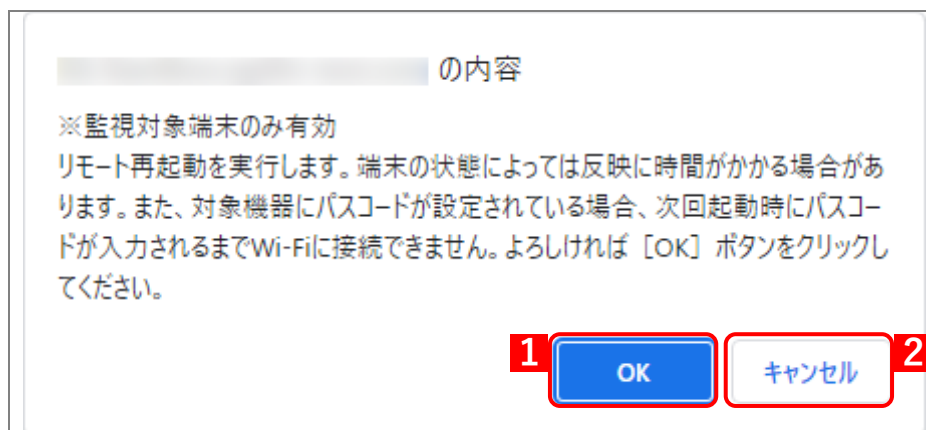 の内容
※監視対象端末のみ有効
リモート再起動を実行します。端末の状態によっては反映に時間がかかる場合があ
ります。また、対象機器にパスコードが設定されている場合、次回起動時にパスコー
ドが入力されるまでWi-Fiに接続できません。よろしければ［OK］ボタンをクリックし
てください。
1 OK キャンセル 2